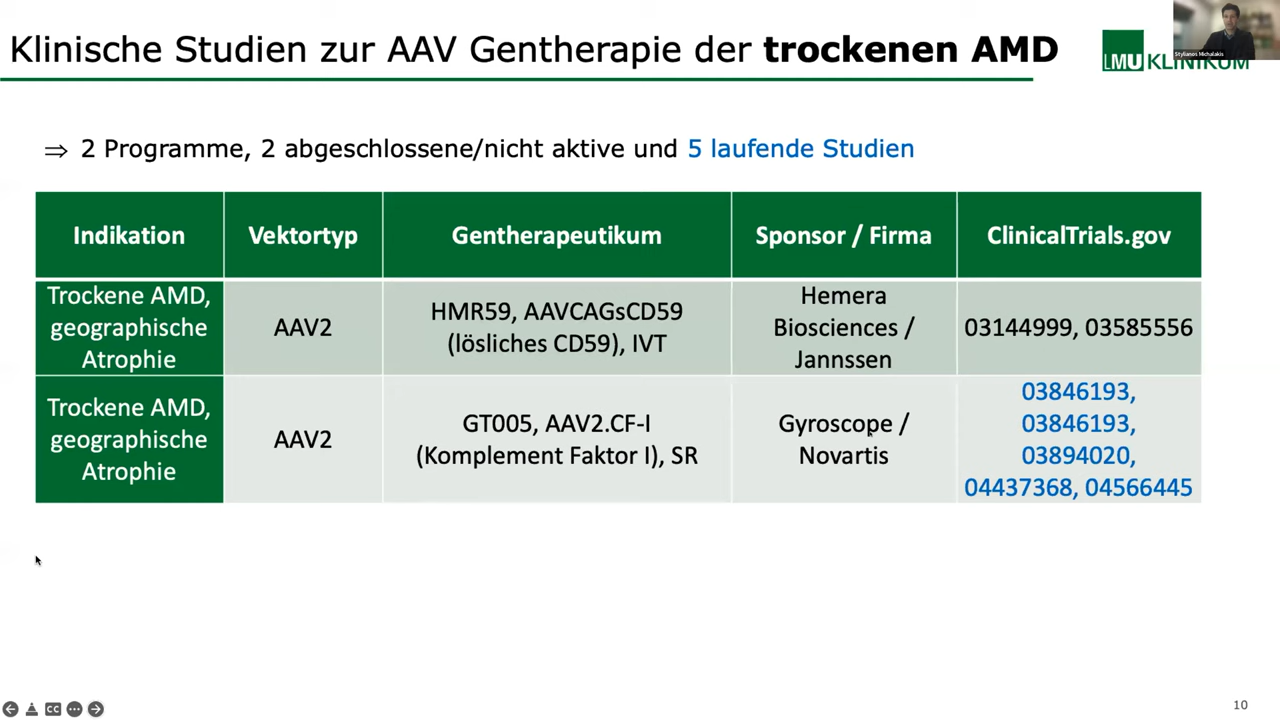 Klinische Studien zur AAV Gentherapie der trockenen AMD
Stylianos Michalakis
LMU KLINIKUM
⇒ 2 Programme, 2 abgeschlossene/nicht aktive und 5 laufende Studien
Indikation
Vektortyp
Gentherapeutikum
Sponsor / Firma
ClinicalTrials.gov
Trockene AMD,
geographische
Atrophie
AAV2
HMR59, AAVCAGsCD59
(lösliches CD59), IVT
Hemera
Biosciences /
Jannssen
03144999, 03585556
Trockene AMD,
geographische
Atrophie
AAV2
GT005, AAV2.CF-I
(Komplement Faktor I), SR
Gyroscope /
Novartis
03846193,
03846193,
03894020,
04437368, 04566445
CC
10